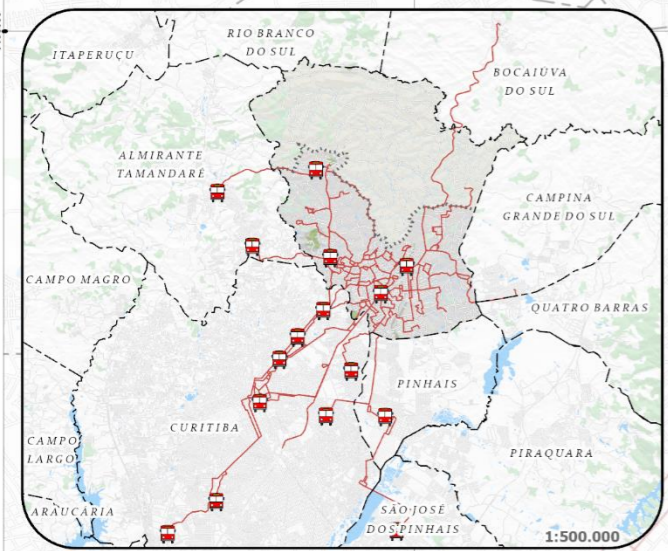 RIO BRANCO
DO SUL
ITAPERUÇU
BOCAIÚVA
DO SUL
ALMIRANTE
TAMANDARÉ
CAMPINA
GRANDE DO SUL
CAMPO MAGRO
QUATRO BARRAS
PINHAIS
CURITIBA
CAMPO
LARGO
PIRAQUARA
ARAUCÁRIA
SÃO JOSÉ
DOS PINHAIS
1:500.000